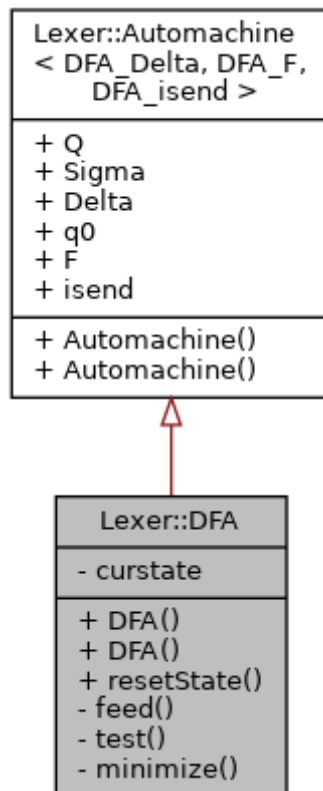 Lexer::Automachine
< DFA_Delta, DFA_F,
DFA_isend >
+ Q
+ Sigma
+ Delta
+ q0
+ F
+ isend
+ Automachine()
+ Automachine()
Lexer::DFA
- curstate
+ DFA()
+ DFA()
+ resetState()
- feed()
- test()
- minimize()